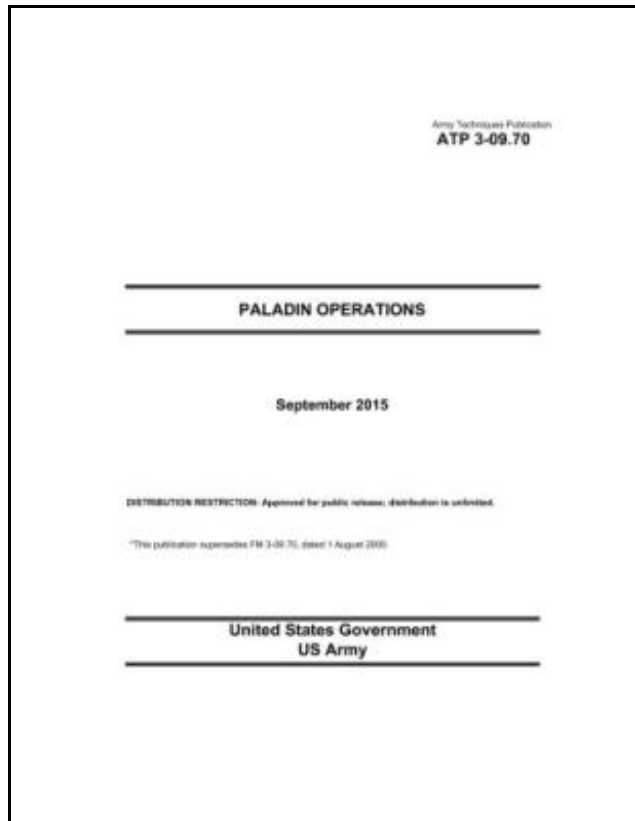 Army Techniques Publication
ATP 3-09.70
PALADIN OPERATIONS
September 2015
DISTRIBUTION RESTRICTION: Approved for public release; distribution is unlimited.
*This publication supersedes FM 3-09.70, dated 1 August 2000.
United States Government
US Army